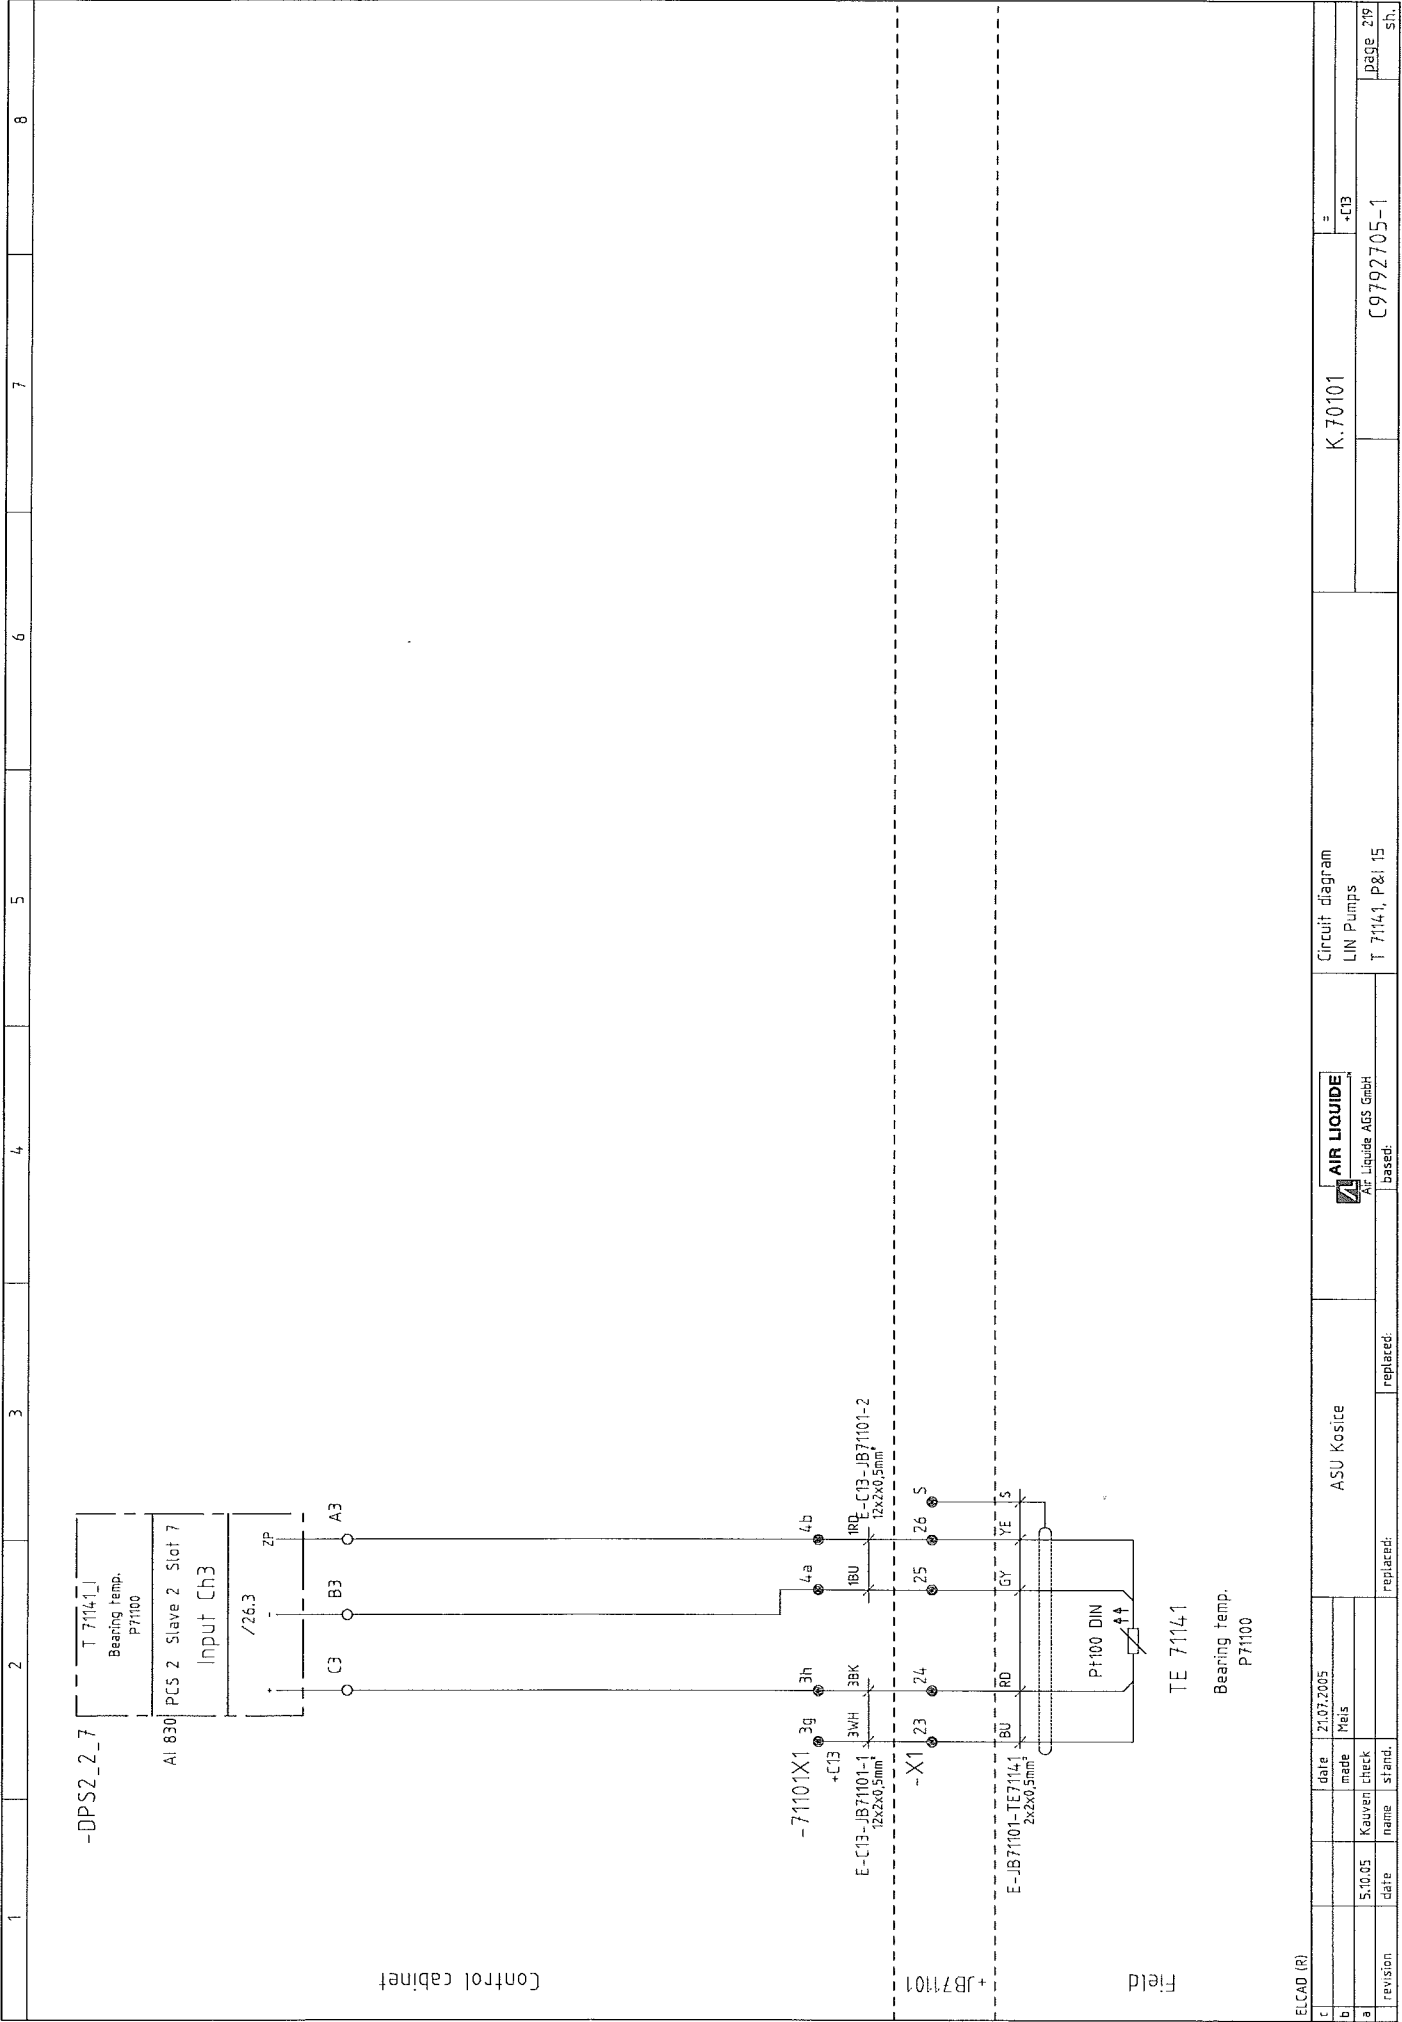 1 2 3 4 5 6 7 8
-DPS2_2_7
T 71141_I
Bearing temp.
P71100
AI 830
PCS 2 Slave 2 Slot 7
Input Ch3
/26.3
+ - ZP
C3 B3 A3
Control cabinet
-71101X1
3g 3h 4a 4b
+C13
3WH 3BK 1BU 1RD
E-C13-JB71101-1
12x2x0,5mm²
E-C13-JB71101-2
12x2x0,5mm²
+JB71101
-X1
23 24 25 26 S
BU RD GY YE S
E-JB71101-TE71141
2x2x0,5mm²
Field
Pt100 DIN
TE 71141
Bearing temp.
P71100
ELCAD (R)
c
b
a 5.10.05 Kauven
revision date name
date 21.07.2005
made Meis
check
stand.
ASU Kosice
replaced:
replaced:
AIR LIQUIDE
Air Liquide AGS GmbH
based:
Circuit diagram
LIN Pumps
T 71141, P&I 15
K.70101
=
+C13
C9792705-1
page 219
sh.